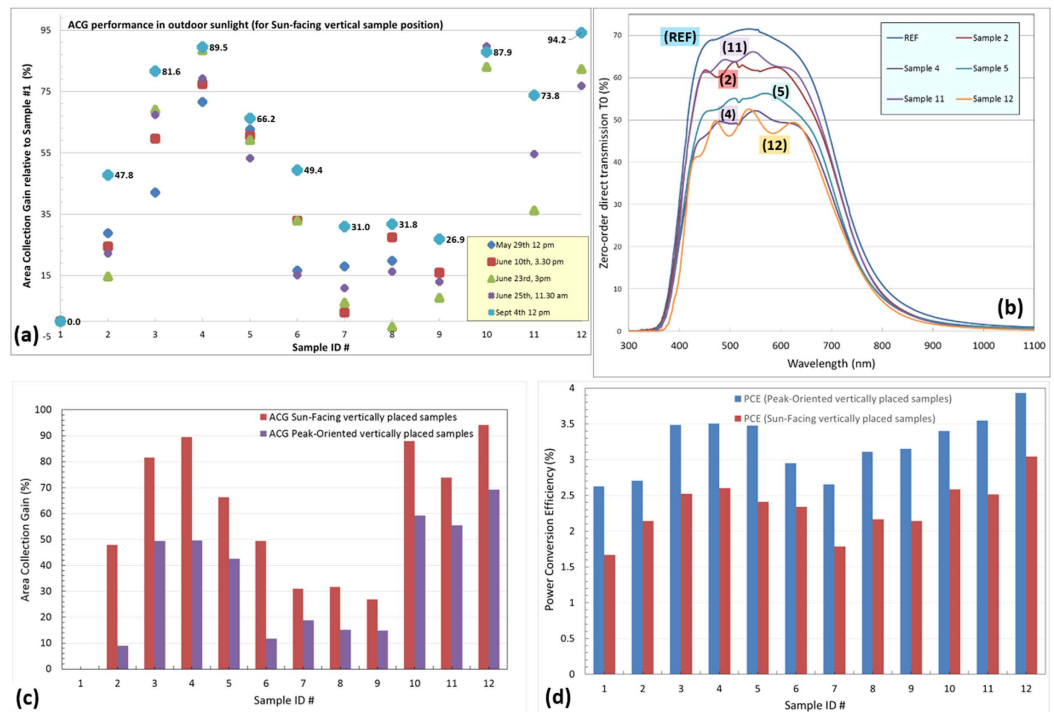 ACG performance in outdoor sunlight (for Sun-facing vertical sample position)
Area Collection Gain relative to Sample #1 (%)
95
75
55
35
15
-5
0.0
47.8
81.6
89.5
66.2
49.4
31.0
31.8
26.9
87.9
73.8
94.2
May 29th 12 pm
June 10th, 3.30 pm
June 23rd, 3pm
June 25th, 11.30 am
Sept 4th 12 pm
1 2 3 4 5 6 7 8 9 10 11 12
Sample ID #
(a)
Zero-order direct transmission T0 (%)
80
70
60
50
40
30
20
10
0
(REF)
(11)
(2)
(5)
(4)
(12)
REF
Sample 2
Sample 4
Sample 5
Sample 11
Sample 12
(b)
300 400 500 600 700 800 900 1000 1100
Wavelength (nm)
Area Collection Gain (%)
100
90
80
70
60
50
40
30
20
10
0
ACG Sun-Facing vertically placed samples
ACG Peak-Oriented vertically placed samples
1 2 3 4 5 6 7 8 9 10 11 12
Sample ID #
(c)
Power Conversion Efficiency (%)
4
3.5
3
2.5
2
1.5
1
0.5
0
PCE (Peak-Oriented vertically placed samples)
PCE (Sun-Facing vertically placed samples)
1 2 3 4 5 6 7 8 9 10 11 12
Sample ID #
(d)